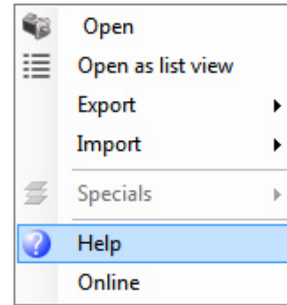 Open
Open as list view
Export
Import
Specials
Help
Online